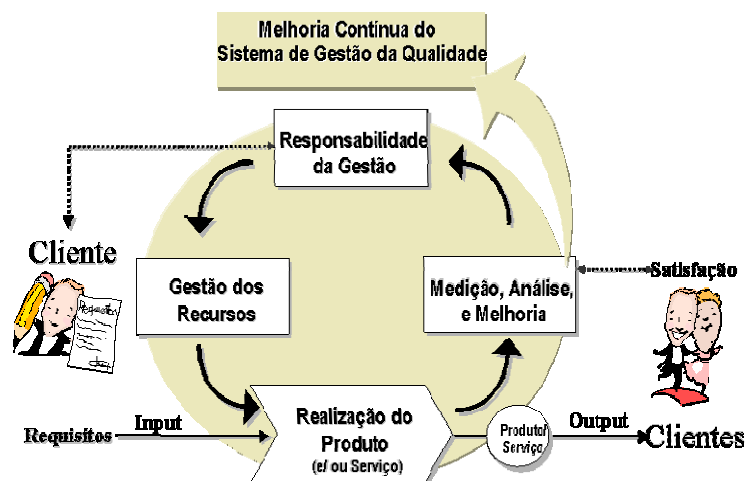 Melhoria Contínua do
Sistema de Gestão da Qualidade
Responsabilidade
da Gestão
Cliente
Requisitos
Gestão dos
Recursos
Medição, Análise,
e Melhoria
Satisfação
Requisitos
Input
Realização do
Produto
(e/ ou Serviço)
Produto/
Serviço
Output
Clientes